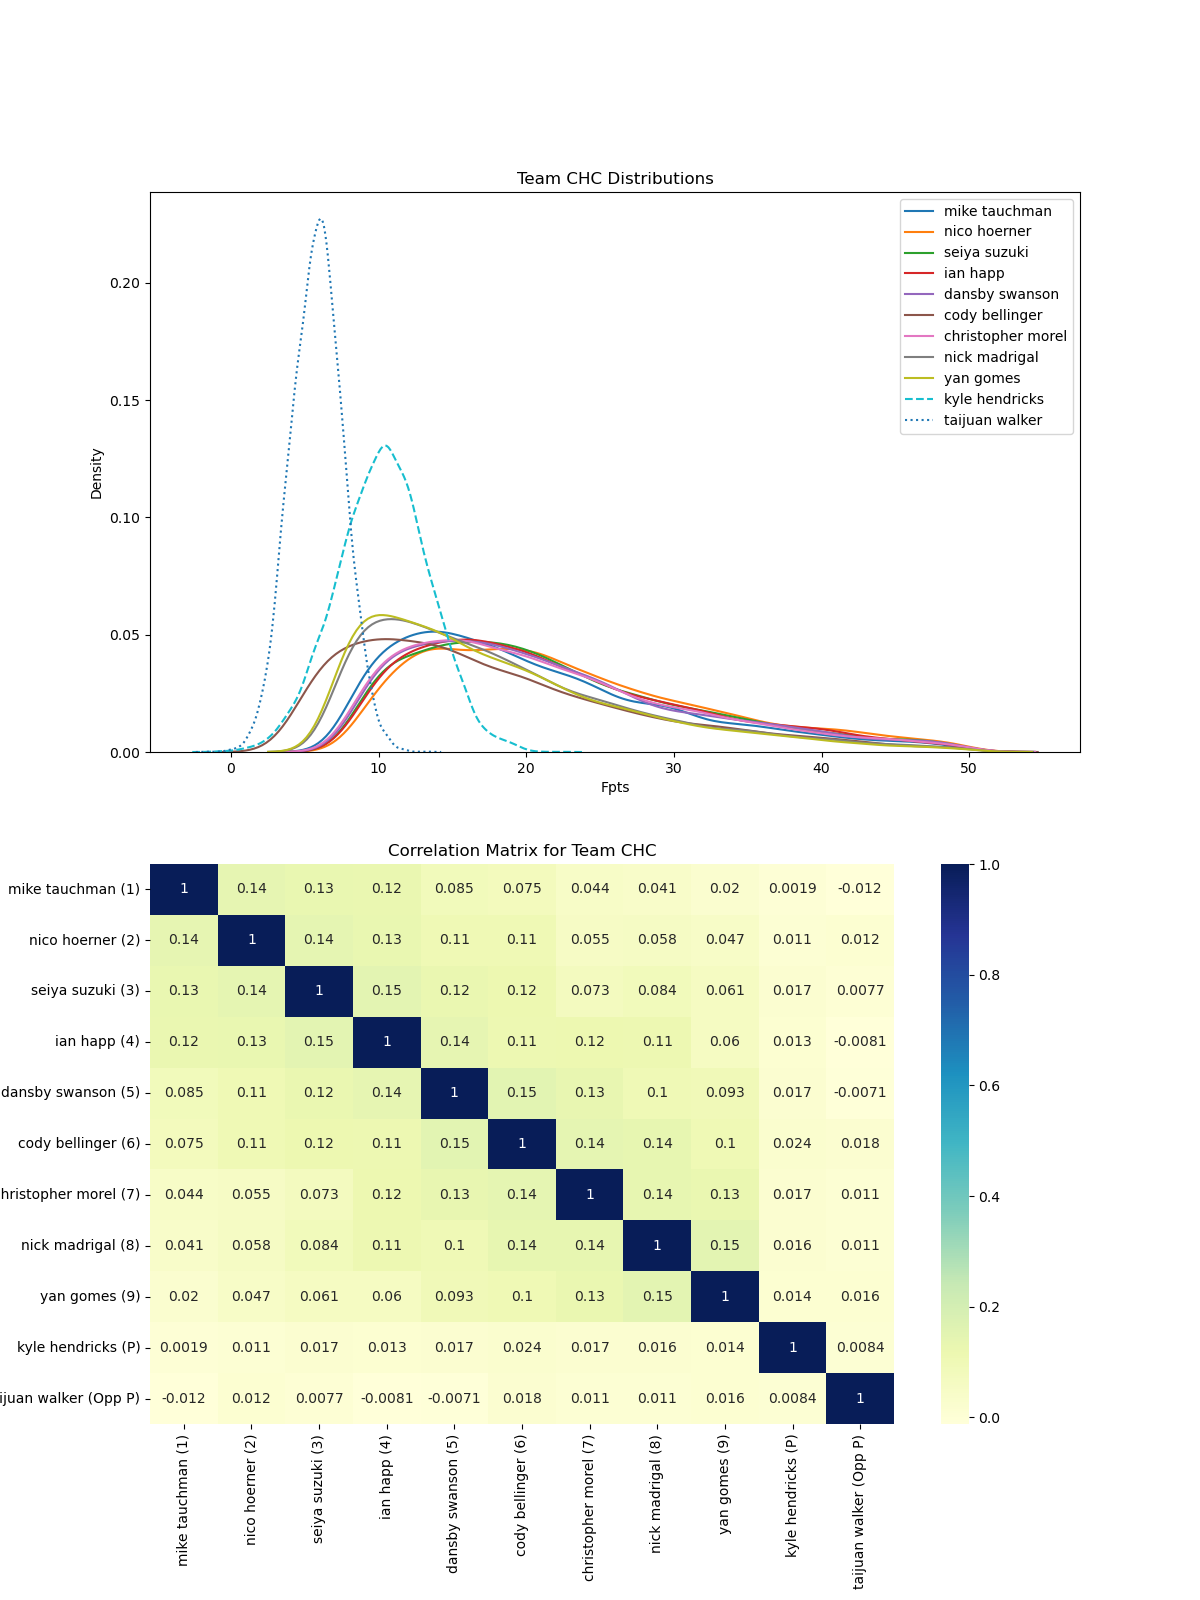 Team CHC Distributions
mike tauchman
nico hoerner
seiya suzuki
ian happ
dansby swanson
cody bellinger
christopher morel
nick madrigal
yan gomes
kyle hendricks
taijuan walker
Density
0.20
0.15
0.10
0.05
0.00
0 10 20 30 40 50
Fpts
Correlation Matrix for Team CHC
mike tauchman (1) 1 0.14 0.13 0.12 0.085 0.075 0.044 0.041 0.02 0.0019 -0.012
nico hoerner (2) 0.14 1 0.14 0.13 0.11 0.11 0.055 0.058 0.047 0.011 0.012
seiya suzuki (3) 0.13 0.14 1 0.15 0.12 0.12 0.073 0.084 0.061 0.017 0.0077
ian happ (4) 0.12 0.13 0.15 1 0.14 0.11 0.12 0.11 0.06 0.013 -0.0081
dansby swanson (5) 0.085 0.11 0.12 0.14 1 0.15 0.13 0.1 0.093 0.017 -0.0071
cody bellinger (6) 0.075 0.11 0.12 0.11 0.15 1 0.14 0.14 0.1 0.024 0.018
hristopher morel (7) 0.044 0.055 0.073 0.12 0.13 0.14 1 0.14 0.13 0.017 0.011
nick madrigal (8) 0.041 0.058 0.084 0.11 0.1 0.14 0.14 1 0.15 0.016 0.011
yan gomes (9) 0.02 0.047 0.061 0.06 0.093 0.1 0.13 0.15 1 0.014 0.016
kyle hendricks (P) 0.0019 0.011 0.017 0.013 0.017 0.024 0.017 0.016 0.014 1 0.0084
ijuan walker (Opp P) -0.012 0.012 0.0077 -0.0081 -0.0071 0.018 0.011 0.011 0.016 0.0084 1
mike tauchman (1)
nico hoerner (2)
seiya suzuki (3)
ian happ (4)
dansby swanson (5)
cody bellinger (6)
christopher morel (7)
nick madrigal (8)
yan gomes (9)
kyle hendricks (P)
taijuan walker (Opp P)
1.0
0.8
0.6
0.4
0.2
0.0